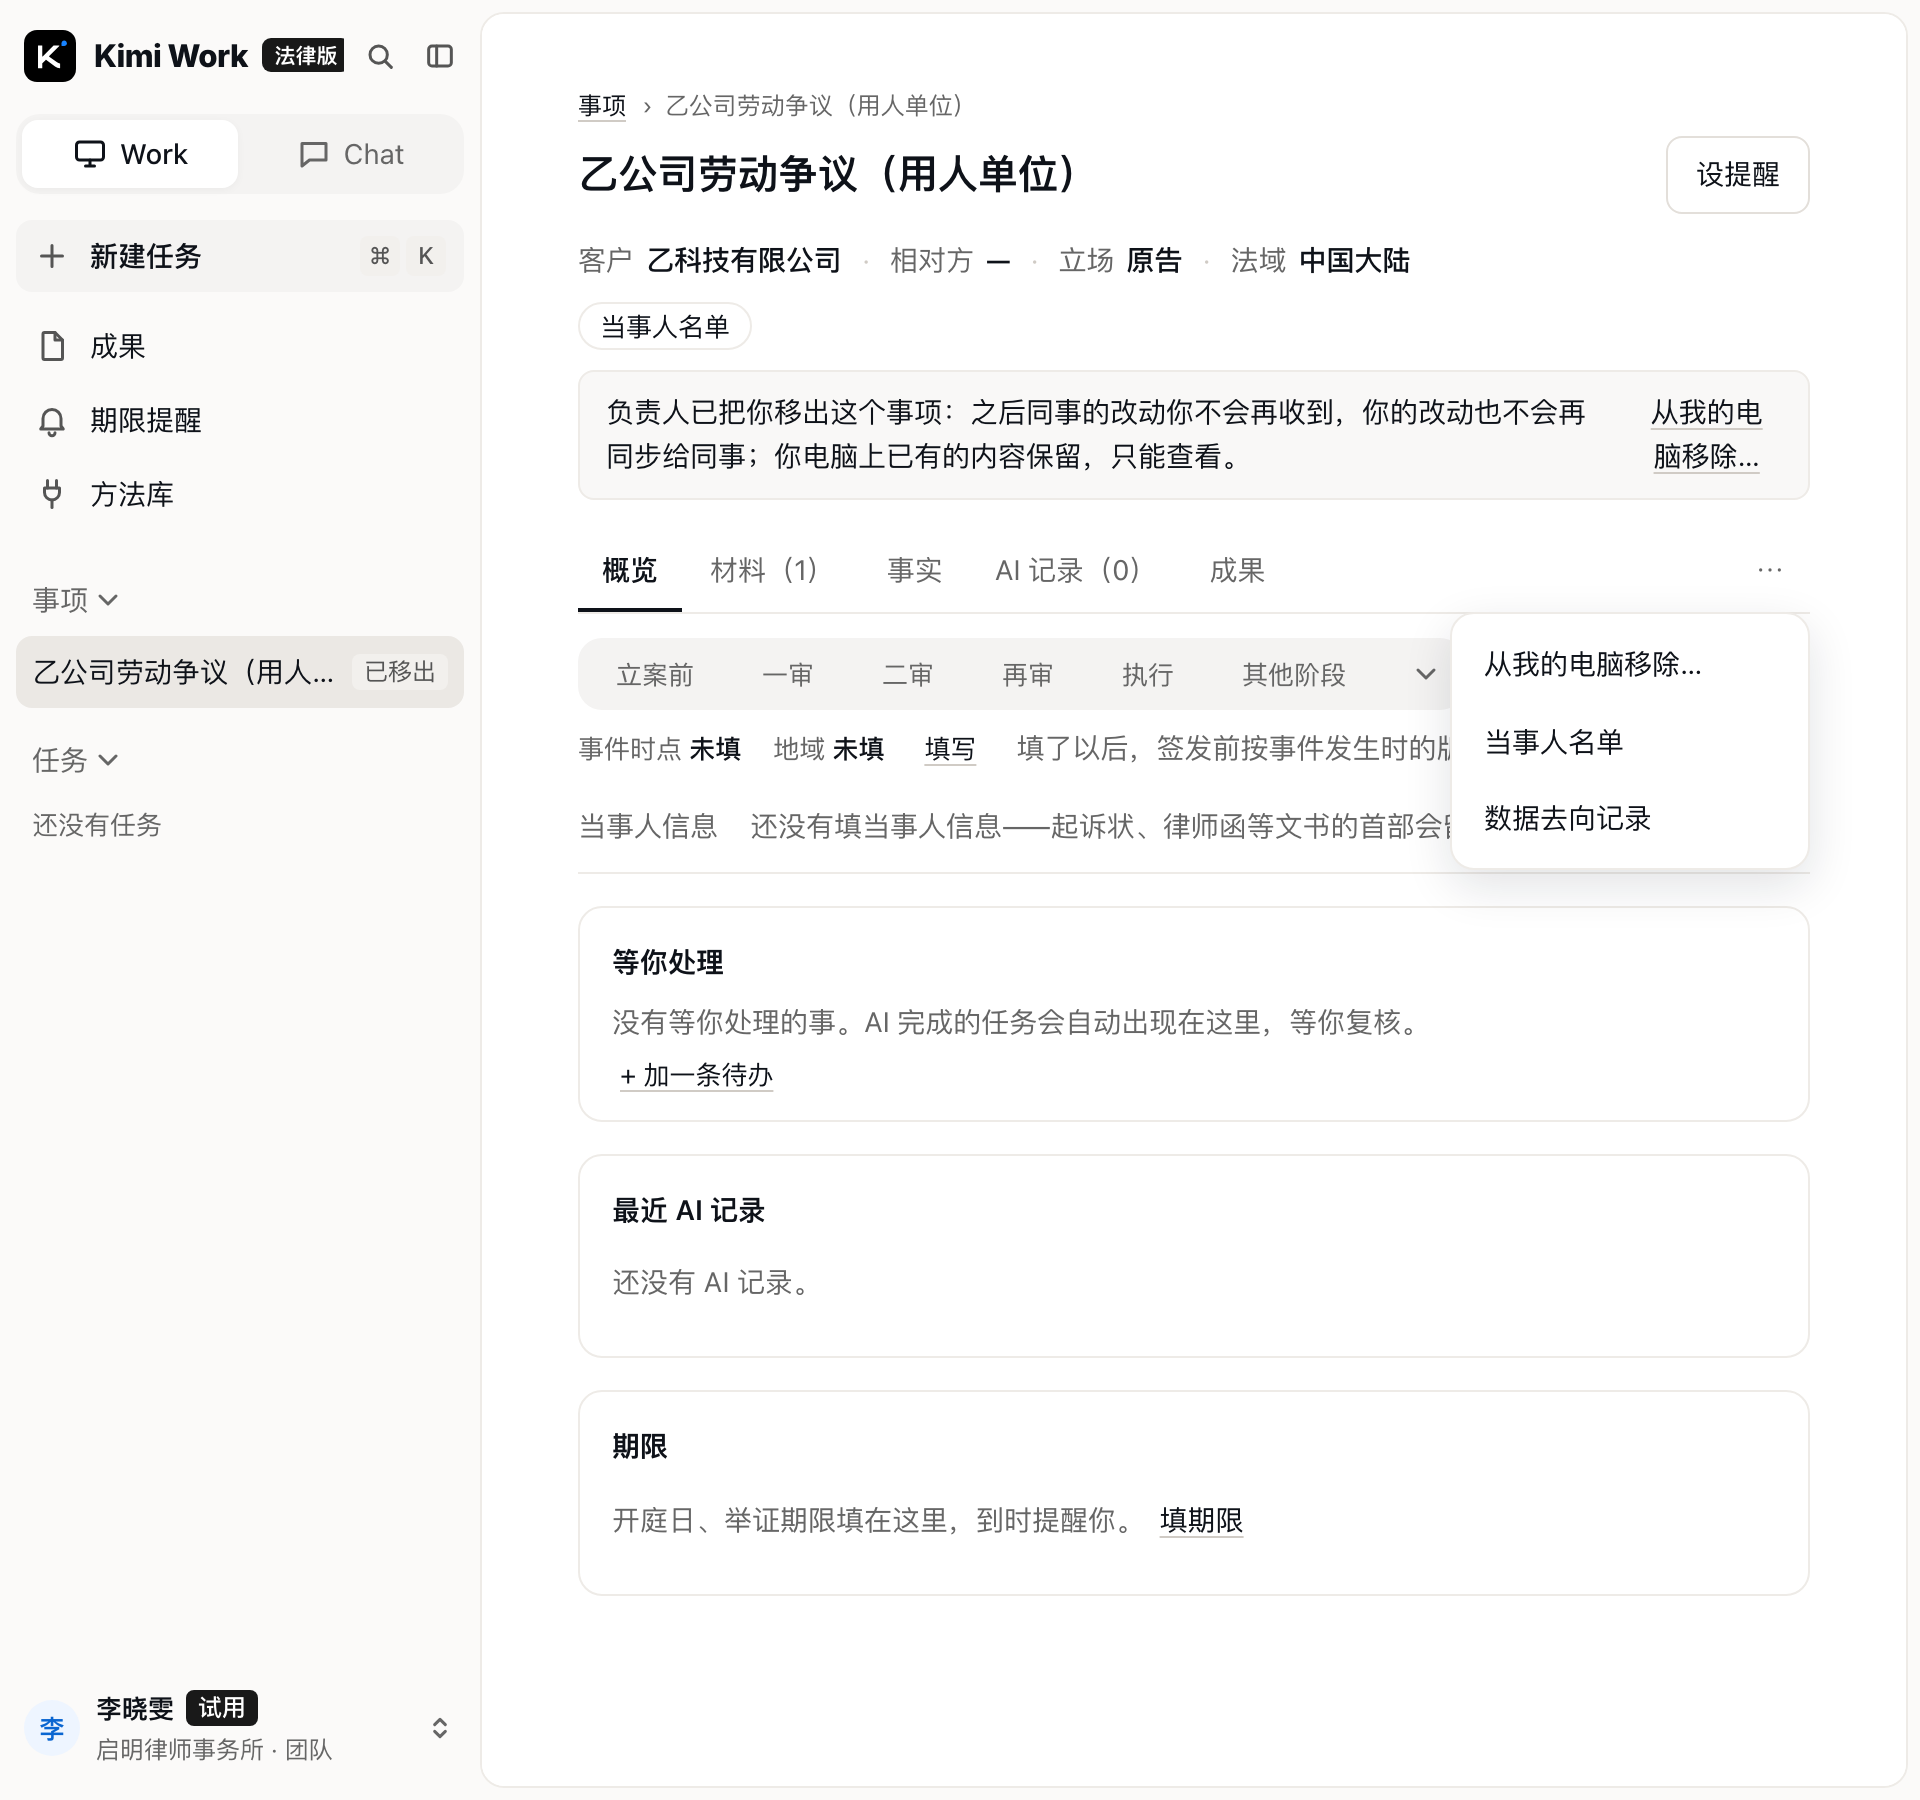 Kimi Work 法律版
Work
Chat
新建任务 ⌘ K
成果
期限提醒
方法库
事项
乙公司劳动争议（用人... 已移出
任务
还没有任务
李
李晓雯 试用
启明律师事务所 · 团队
事项 › 乙公司劳动争议（用人单位）
乙公司劳动争议（用人单位）
设提醒
客户 乙科技有限公司 · 相对方 — · 立场 原告 · 法域 中国大陆
当事人名单
负责人已把你移出这个事项：之后同事的改动你不会再收到，你的改动也不会再
同步给同事；你电脑上已有的内容保留，只能查看。
从我的电
脑移除...
概览 材料（1） 事实 AI 记录（0） 成果 ...
立案前 一审 二审 再审 执行 其他阶段
事件时点 未填 地域 未填 填写 填了以后，签发前按事件发生时的
当事人信息 还没有填当事人信息——起诉状、律师函等文书的首部会
从我的电脑移除...
当事人名单
数据去向记录
等你处理
没有等你处理的事。AI 完成的任务会自动出现在这里，等你复核。
+ 加一条待办
最近 AI 记录
还没有 AI 记录。
期限
开庭日、举证期限填在这里，到时提醒你。 填期限